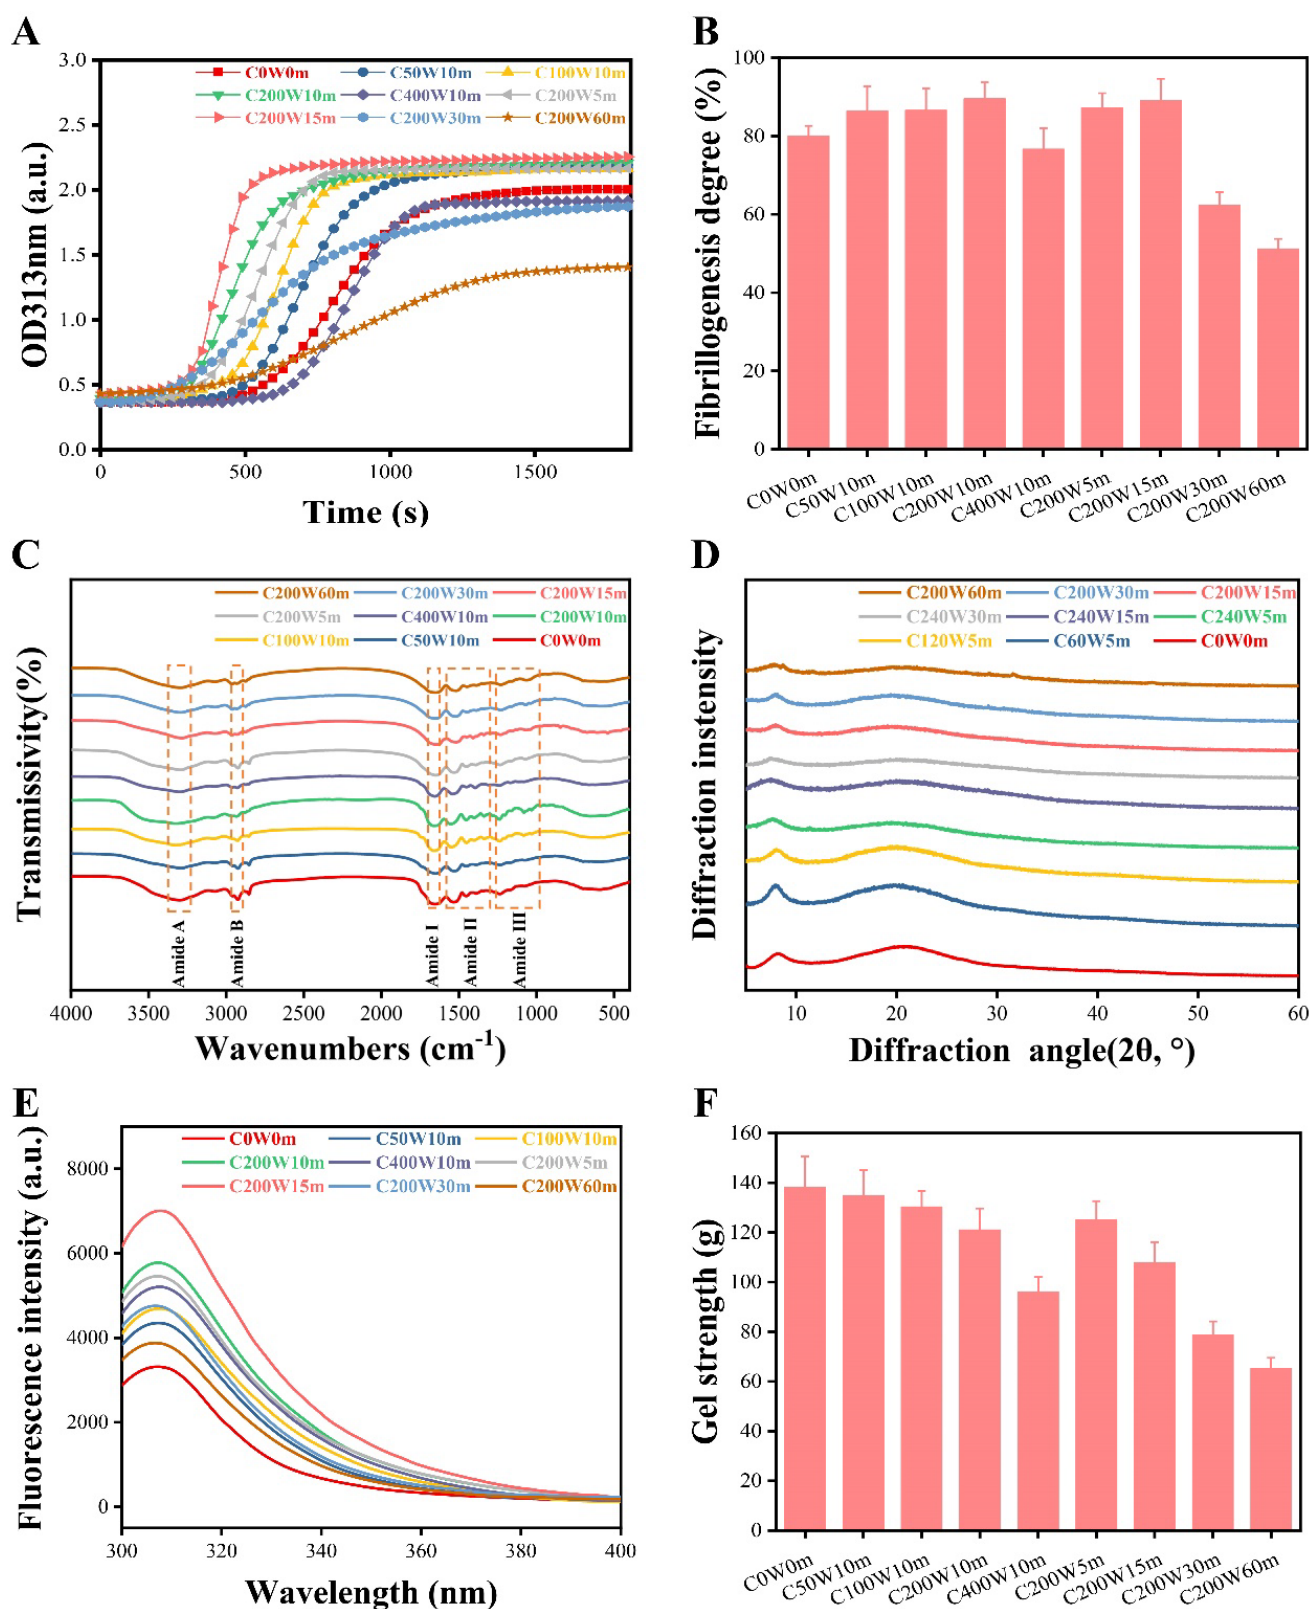 A
OD313nm (a.u.)
3.0
2.5
2.0
1.5
1.0
0.5
0.0
C0W0m C50W10m C100W10m
C200W10m C400W10m C200W5m
C200W15m C200W30m C200W60m
0 500 1000 1500
Time (s)
B
Fibrillogenesis degree (%)
100
80
60
40
20
0
C0W0m C50W10m C100W10m C200W10m C400W10m C200W5m C200W15m C200W30m C200W60m
C
Transmissivity(%)
C200W60m C200W30m C200W15m
C200W5m C400W10m C200W10m
C100W10m C50W10m C0W0m
Amide A Amide B Amide I Amide II Amide III
4000 3500 3000 2500 2000 1500 1000 500
Wavenumbers (cm-1)
D
Diffraction instensity
C200W60m C200W30m C200W15m
C240W30m C240W15m C240W5m
C120W5m C60W5m C0W0m
10 20 30 40 50 60
Diffraction angle(2θ, °)
E
Fluorescence intensity (a.u.)
8000
6000
4000
2000
0
C0W0m C50W10m C100W10m
C200W10m C400W10m C200W5m
C200W15m C200W30m C200W60m
300 320 340 360 380 400
Wavelength (nm)
F
Gel strength (g)
160
140
120
100
80
60
40
20
0
C0W0m C50W10m C100W10m C200W10m C400W10m C200W5m C200W15m C200W30m C200W60m